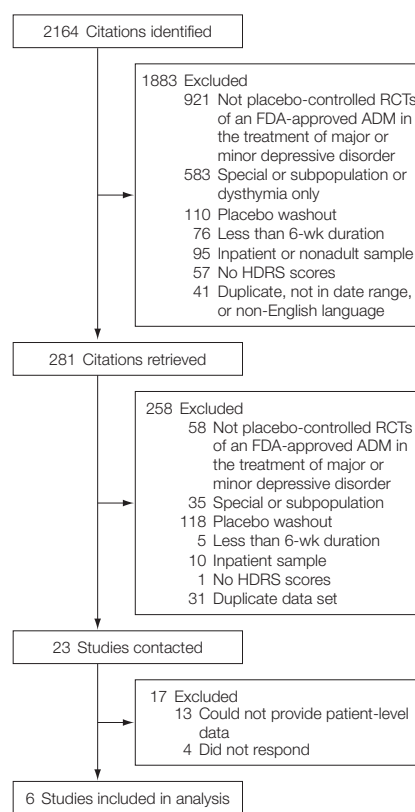 2164 Citations identified
1883 Excluded
921 Not placebo-controlled RCTs
of an FDA-approved ADM in
the treatment of major or
minor depressive disorder
583 Special or subpopulation or
dysthymia only
110 Placebo washout
76 Less than 6-wk duration
95 Inpatient or nonadult sample
57 No HDRS scores
41 Duplicate, not in date range,
or non-English language
281 Citations retrieved
258 Excluded
58 Not placebo-controlled RCTs
of an FDA-approved ADM in
the treatment of major or
minor depressive disorder
35 Special or subpopulation
118 Placebo washout
5 Less than 6-wk duration
10 Inpatient sample
1 No HDRS scores
31 Duplicate data set
23 Studies contacted
17 Excluded
13 Could not provide patient-level
data
4 Did not respond
6 Studies included in analysis